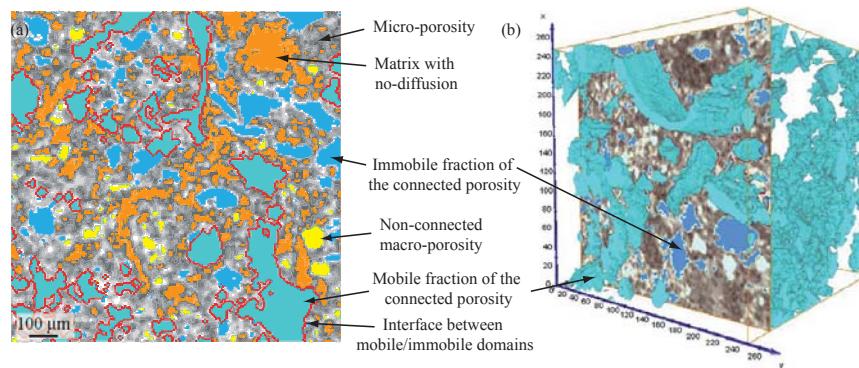 (a)
Micro-porosity
Matrix with
no-diffusion
Immobile fraction of
the connected porosity
Non-connected
macro-porosity
Mobile fraction of the
connected porosity
Interface between
mobile/immobile domains
100 µm
(b)
x
260
240
220
200
180
160
140
120
100
80
60
40
20
0
20 40 60 80 100 120 140 160 180 200 220 240 260
y